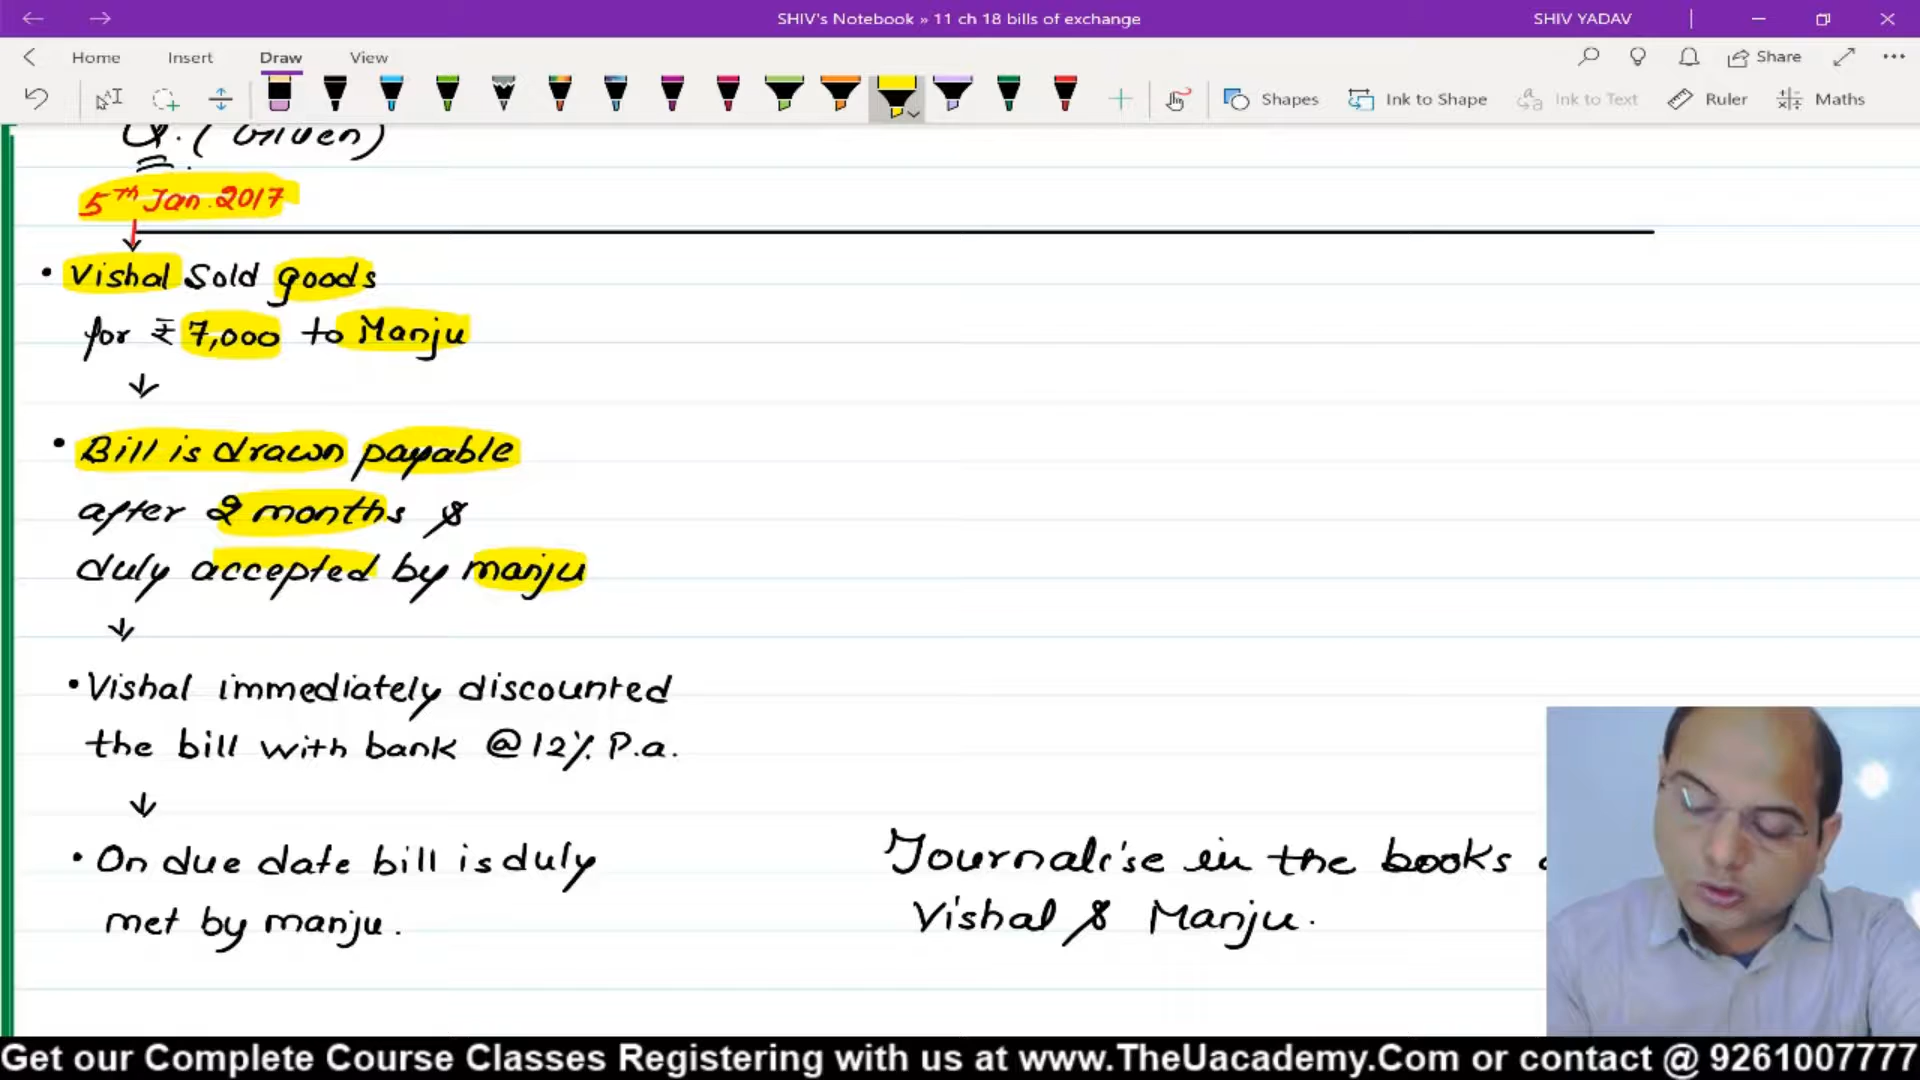 SHIV's Notebook » 11 ch 18 bills of exchange
SHIV YADAV
Home Insert Draw View
Share
Shapes Ink to Shape Ink to Text Ruler Maths
Q. (Given)
5th Jan. 2017
• Vishal Sold goods
for ₹ 7,000 to Manju
• Bill is drawn payable
after 2 months &
duly accepted by manju
• Vishal immediately discounted
the bill with bank @ 12% P.a.
• On due date bill is duly
met by manju.
Journalise in the books
Vishal & Manju.
Get our Complete Course Classes Registering with us at www.TheUacademy.Com or contact @ 9261007777